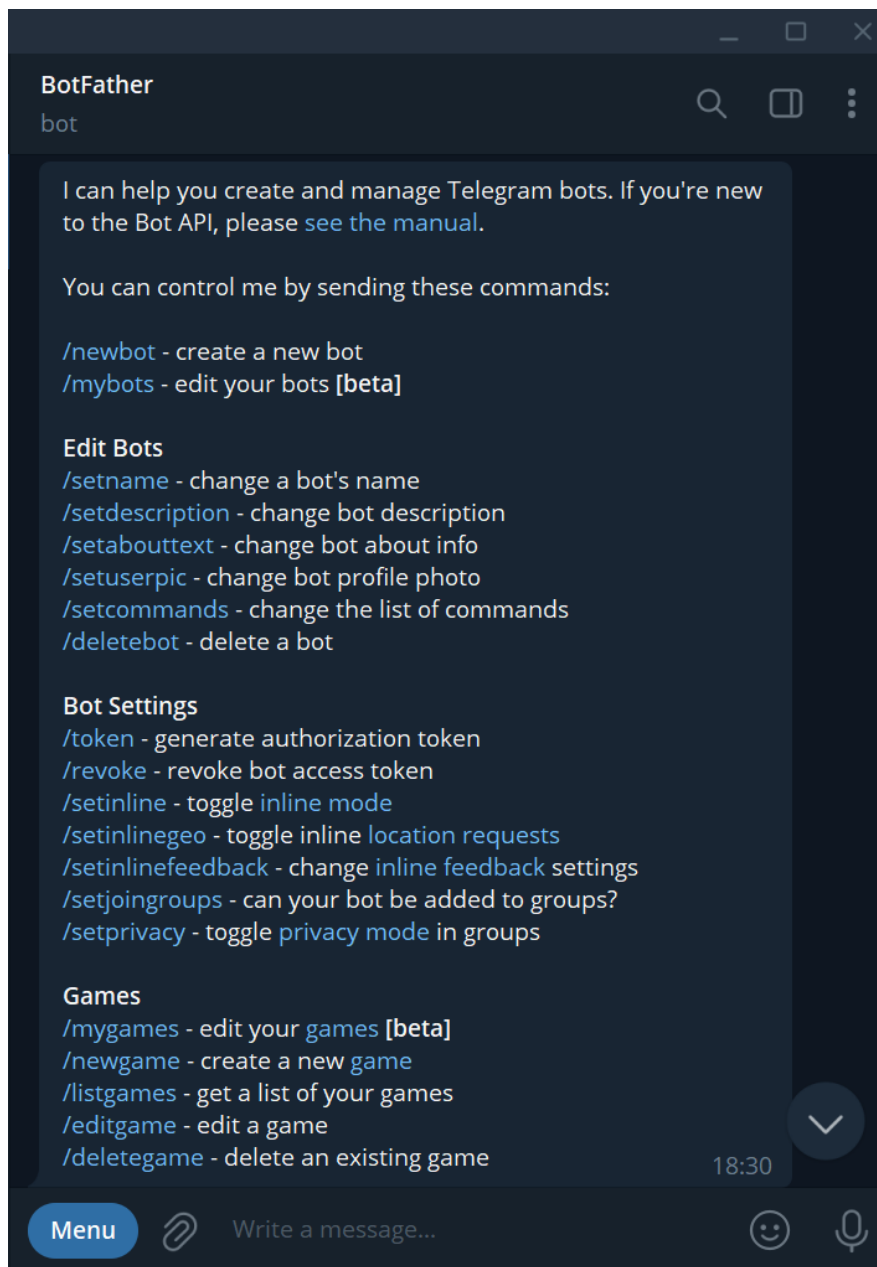 BotFather
bot
I can help you create and manage Telegram bots. If you're new
to the Bot API, please see the manual.
You can control me by sending these commands:
/newbot - create a new bot
/mybots - edit your bots [beta]
Edit Bots
/setname - change a bot's name
/setdescription - change bot description
/setabouttext - change bot about info
/setuserpic - change bot profile photo
/setcommands - change the list of commands
/deletebot - delete a bot
Bot Settings
/token - generate authorization token
/revoke - revoke bot access token
/setinline - toggle inline mode
/setinlinegeo - toggle inline location requests
/setinlinefeedback - change inline feedback settings
/setjoingroups - can your bot be added to groups?
/setprivacy - toggle privacy mode in groups
Games
/mygames - edit your games [beta]
/newgame - create a new game
/listgames - get a list of your games
/editgame - edit a game
/deletegame - delete an existing game
18:30
Menu
Write a message...